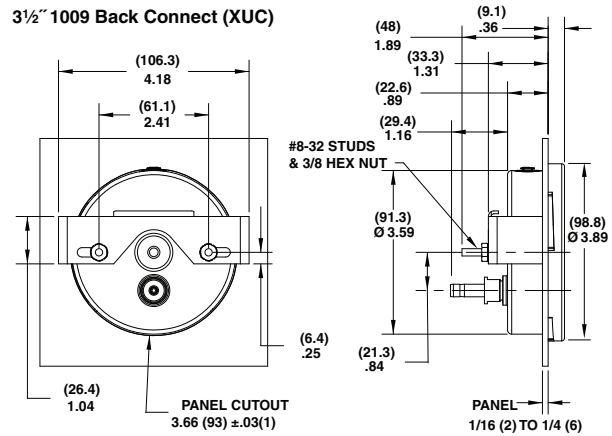 3½″ 1009 Back Connect (XUC)
(106.3)
4.18
(61.1)
2.41
(6.4)
.25
(26.4)
1.04
PANEL CUTOUT
3.66 (93) ±.03(1)
(48)
1.89
(9.1)
.36
(33.3)
1.31
(22.6)
.89
(29.4)
1.16
#8-32 STUDS
& 3/8 HEX NUT
(91.3)
Ø 3.59
(98.8)
Ø 3.89
(21.3)
.84
PANEL
1/16 (2) TO 1/4 (6)